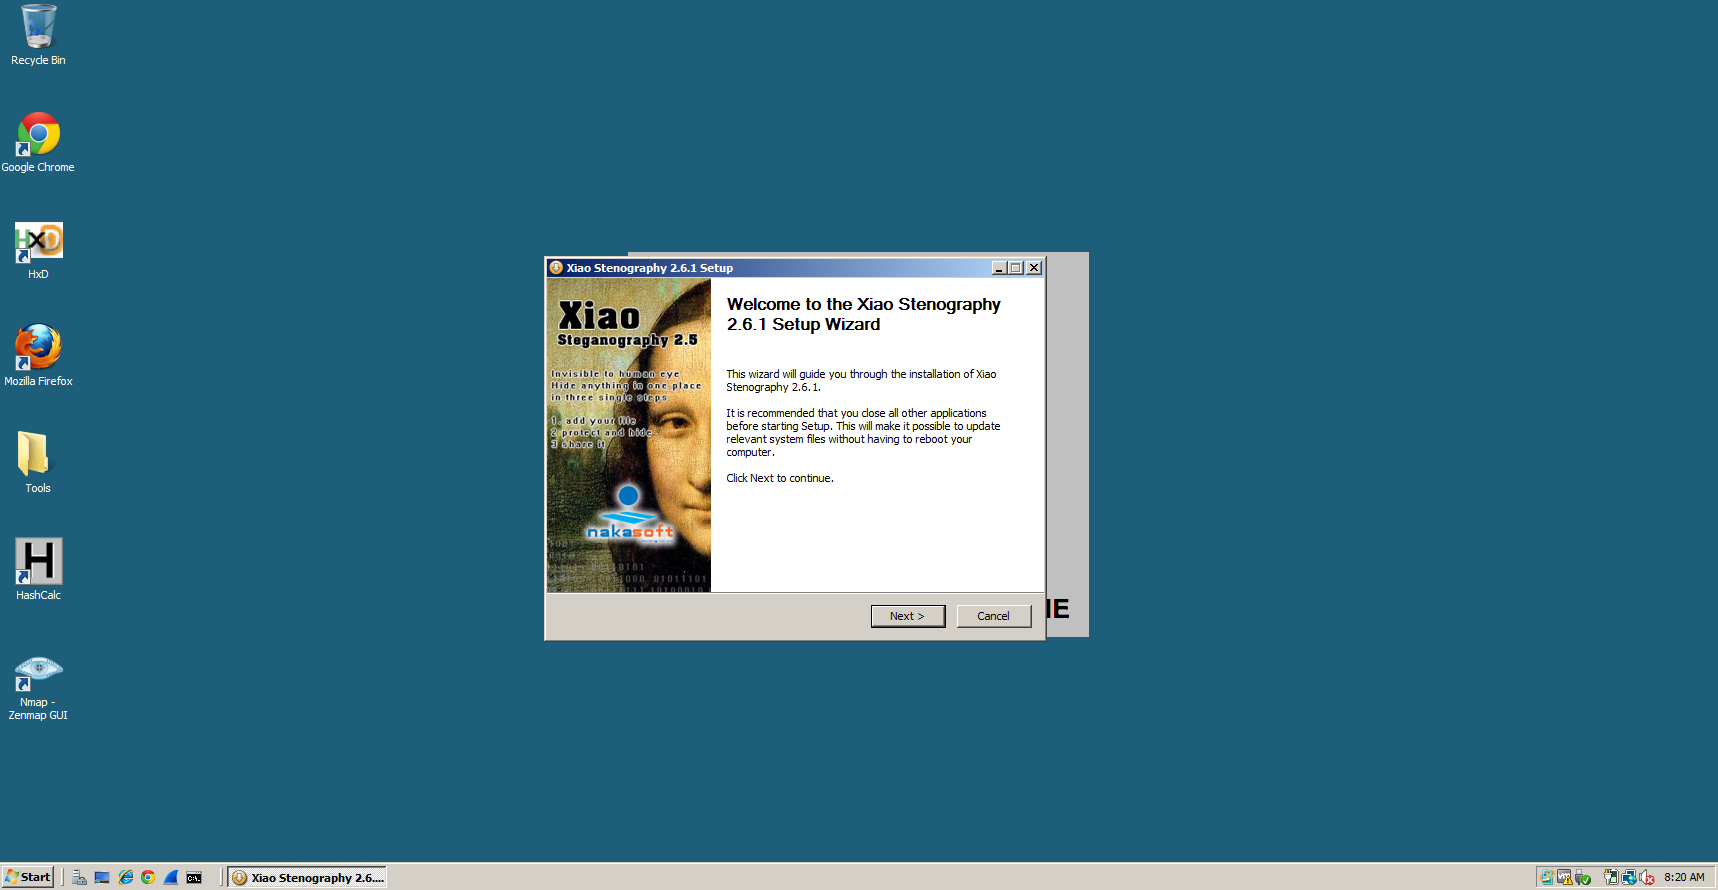 Recycle Bin
Google Chrome
HxD
HxD
Mozilla Firefox
Tools
H
HashCalc
Nmap -
Zenmap GUI
Xiao Stenography 2.6.1 Setup
Xiao
Steganography 2.5
Invisible to human eye
Hide anything in one place
in three single steps
1. add your file
2 protect and hide
3 share it
nakasoft
Welcome to the Xiao Stenography
2.6.1 Setup Wizard
This wizard will guide you through the installation of Xiao
Stenography 2.6.1.
It is recommended that you close all other applications
before starting Setup. This will make it possible to update
relevant system files without having to reboot your
computer.
Click Next to continue.
Next >
Cancel
IE
Start
C:\.
Xiao Stenography 2.6....
8:20 AM